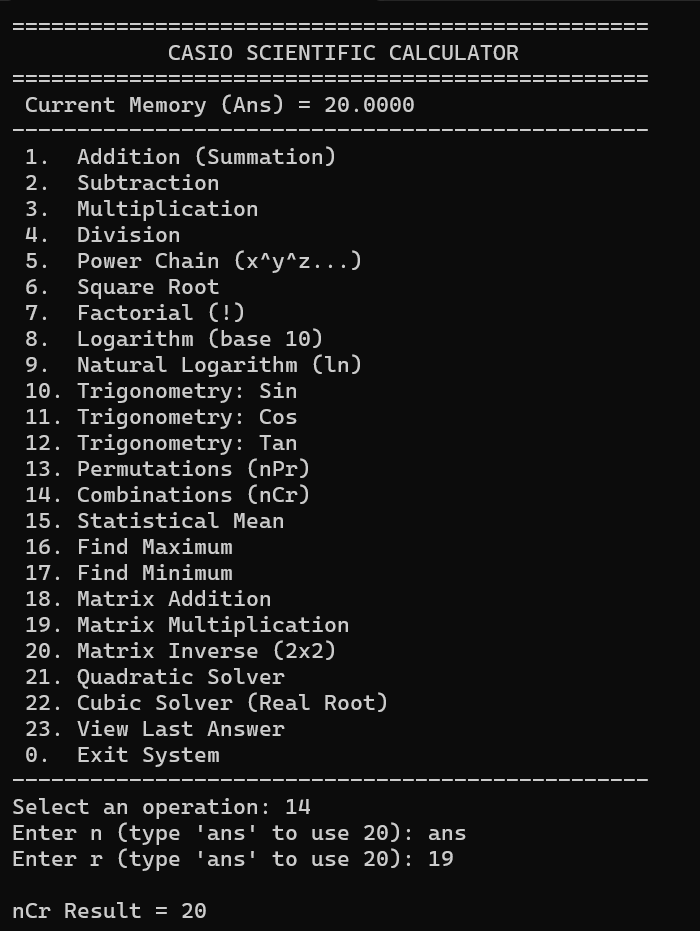 =================================================
CASIO SCIENTIFIC CALCULATOR
=================================================
Current Memory (Ans) = 20.0000
-------------------------------------------------
1.  Addition (Summation)
2.  Subtraction
3.  Multiplication
4.  Division
5.  Power Chain (x^y^z...)
6.  Square Root
7.  Factorial (!)
8.  Logarithm (base 10)
9.  Natural Logarithm (ln)
10. Trigonometry: Sin
11. Trigonometry: Cos
12. Trigonometry: Tan
13. Permutations (nPr)
14. Combinations (nCr)
15. Statistical Mean
16. Find Maximum
17. Find Minimum
18. Matrix Addition
19. Matrix Multiplication
20. Matrix Inverse (2x2)
21. Quadratic Solver
22. Cubic Solver (Real Root)
23. View Last Answer
0.  Exit System
-------------------------------------------------
Select an operation: 14
Enter n (type 'ans' to use 20): ans
Enter r (type 'ans' to use 20): 19
nCr Result = 20